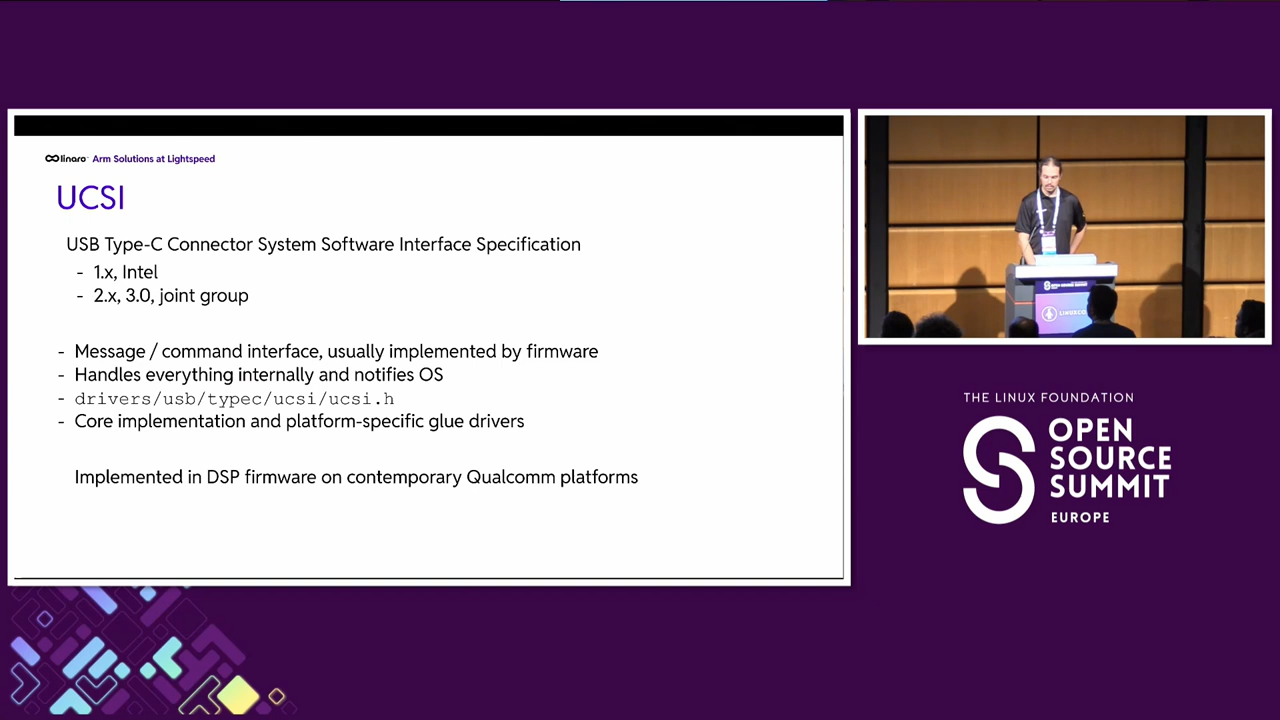 linaro Arm Solutions at Lightspeed
UCSI
USB Type-C Connector System Software Interface Specification
- 1.x, Intel
- 2.x, 3.0, joint group
- Message / command interface, usually implemented by firmware
- Handles everything internally and notifies OS
- drivers/usb/typec/ucsi/ucsi.h
- Core implementation and platform-specific glue drivers
Implemented in DSP firmware on contemporary Qualcomm platforms
OPEN SOURCE SUMMIT
THE LINUX FOUNDATION
OPEN
SOURCE
SUMMIT
EUROPE